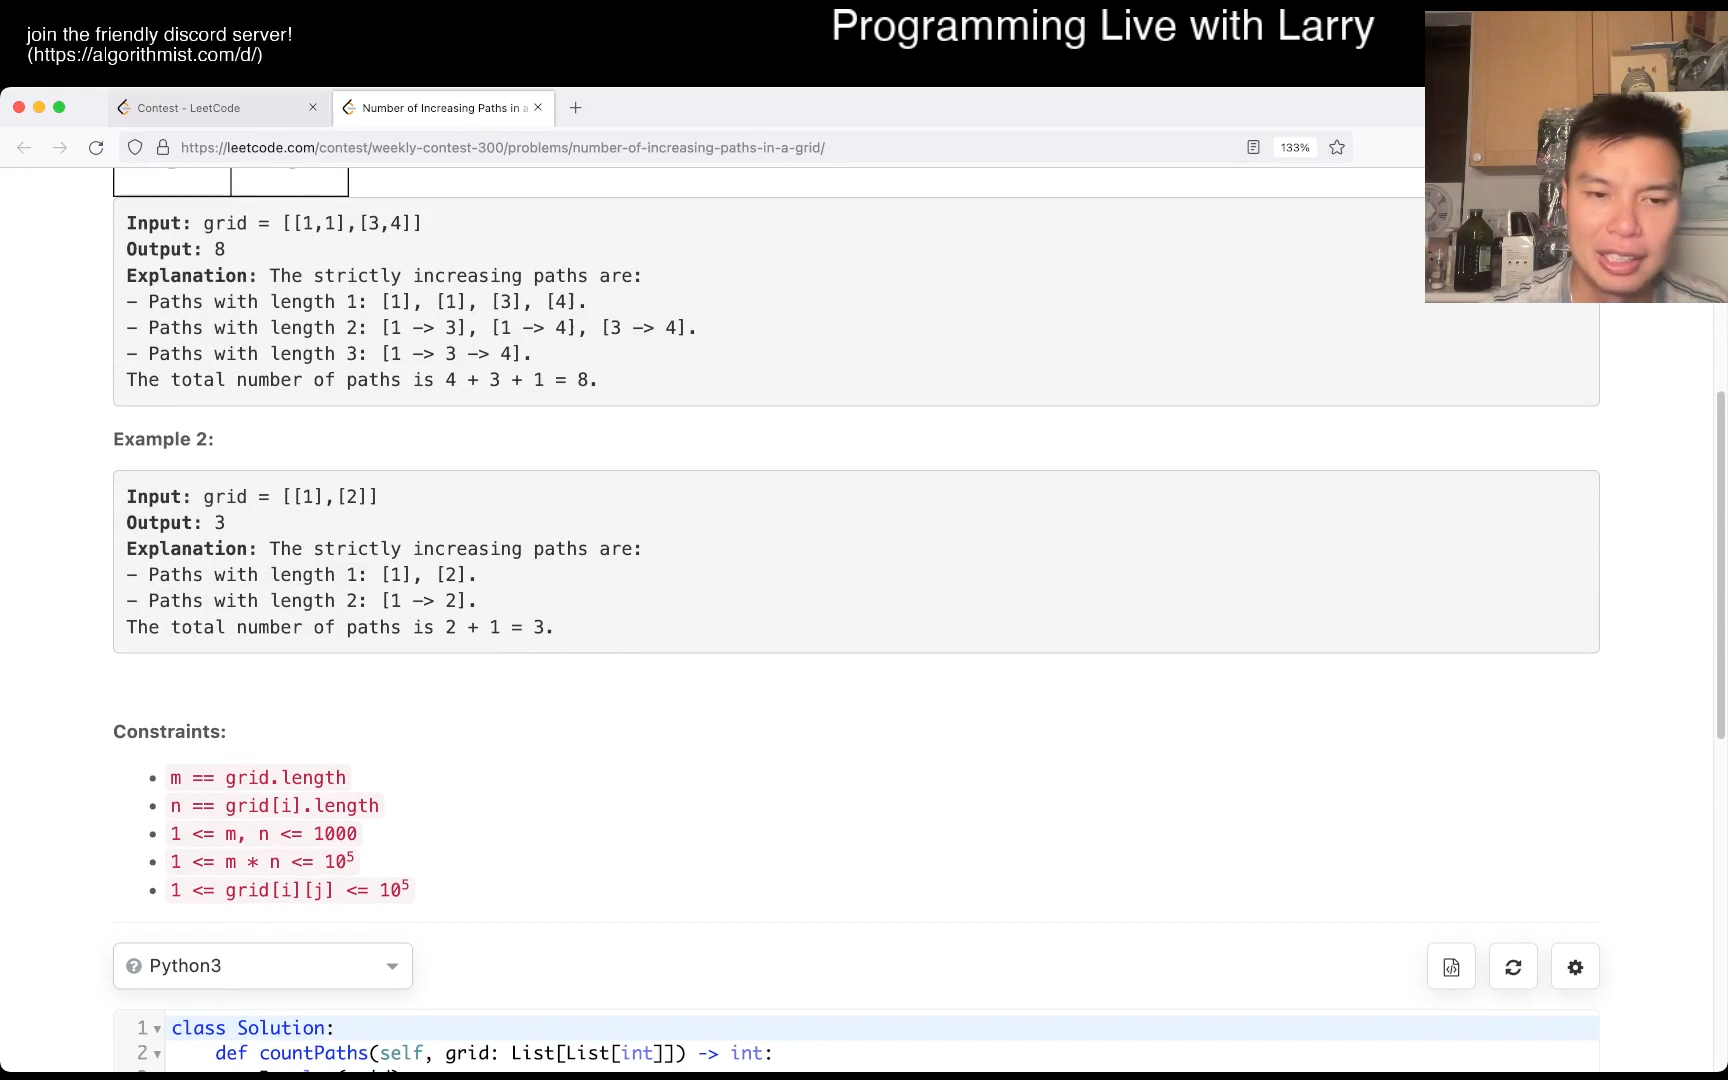 join the friendly discord server!
(https://algorithmist.com/d/)
Programming Live with Larry
Contest - LeetCode
Number of Increasing Paths in a
https://leetcode.com/contest/weekly-contest-300/problems/number-of-increasing-paths-in-a-grid/
133%
Input: grid = [[1,1],[3,4]]
Output: 8
Explanation: The strictly increasing paths are:
- Paths with length 1: [1], [1], [3], [4].
- Paths with length 2: [1 -> 3], [1 -> 4], [3 -> 4].
- Paths with length 3: [1 -> 3 -> 4].
The total number of paths is 4 + 3 + 1 = 8.
Example 2:
Input: grid = [[1],[2]]
Output: 3
Explanation: The strictly increasing paths are:
- Paths with length 1: [1], [2].
- Paths with length 2: [1 -> 2].
The total number of paths is 2 + 1 = 3.
Constraints:
• m == grid.length
• n == grid[i].length
• 1 <= m, n <= 1000
• 1 <= m * n <= 10⁵
• 1 <= grid[i][j] <= 10⁵
Python3
1 class Solution:
2 def countPaths(self, grid: List[List[int]]) -> int: